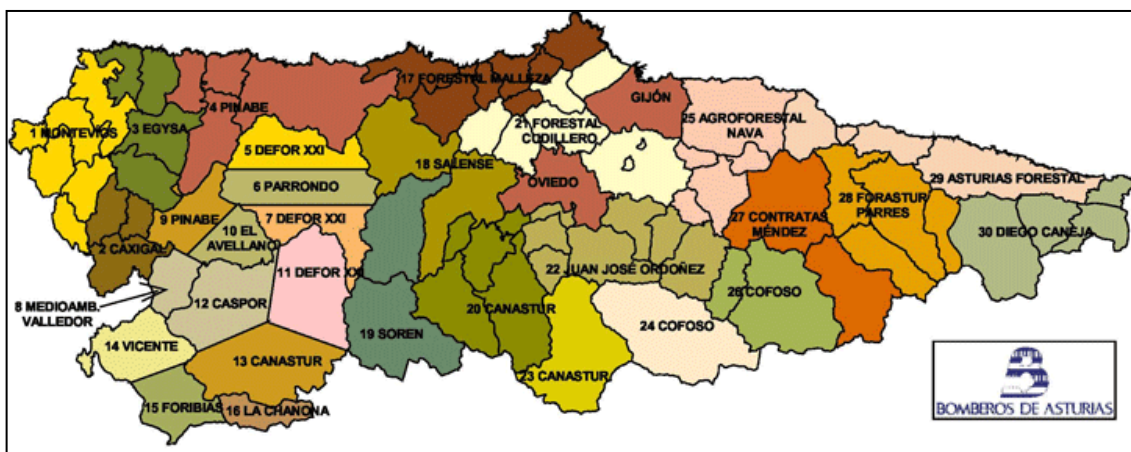 1 MONTEVIOS
2 CAXIGAL
3 EGYSA
4 PINABE
5 DEFOR XXI
6 PARRONDO
7 DEFOR XXI
8 MEDIOAMB.
VALLEDOR
9 PINABE
10 EL
AVELLANO
11 DEFOR XXI
12 CASPOR
13 CANASTUR
14 VICENTE
15 FORIBIAS
16 LA CHANONA
17 FORESTAL MALLEZA
18 SALENSE
19 SOREN
20 CANASTUR
21 FORESTAL
CUDILLERO
22 JUAN JOSÉ ORDOÑEZ
23 CANASTUR
24 COFOSO
25 AGROFORESTAL
NAVA
26 COFOSO
27 CONTRATAS
MÉNDEZ
28 FORASTUR
PARRES
29 ASTURIAS FORESTAL
30 DIEGO CANEJA
GIJÓN
OVIEDO
BOMBEROS DE ASTURIAS